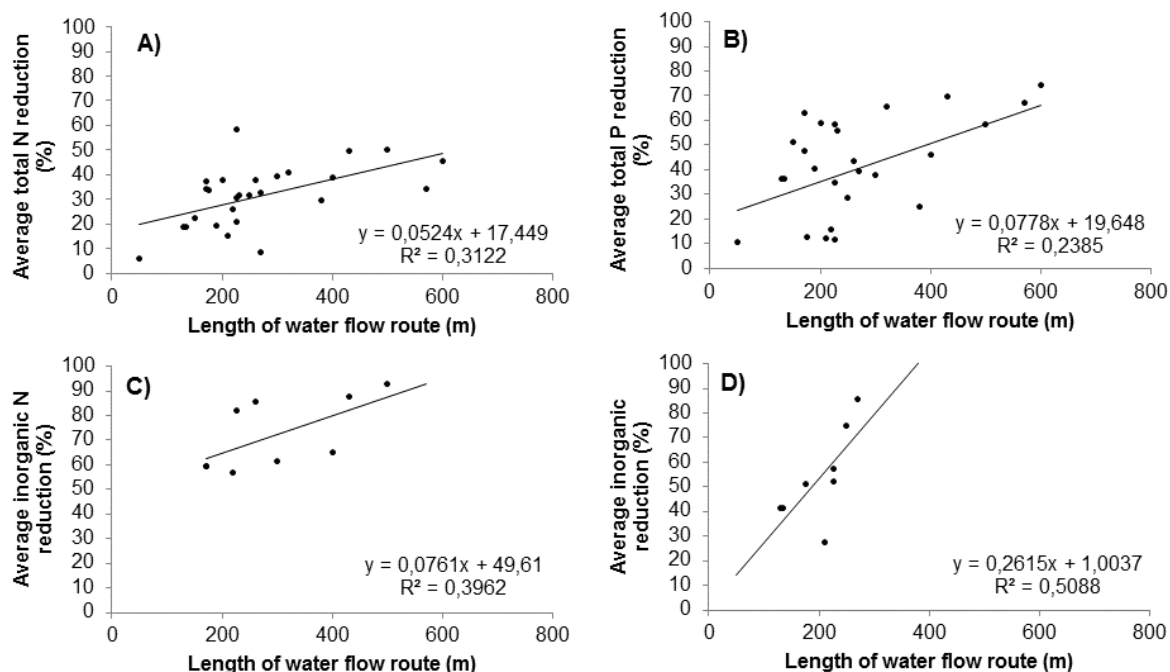 A)
Average total N reduction
(%)
100
90
80
70
60
50
40
30
20
10
0
y = 0,0524x + 17,449
R² = 0,3122
0 200 400 600 800
Length of water flow route (m)
B)
Average total P reduction
(%)
100
90
80
70
60
50
40
30
20
10
0
y = 0,0778x + 19,648
R² = 0,2385
0 200 400 600 800
Length of water flow route (m)
C)
Average inorganic N
reduction (%)
100
90
80
70
60
50
40
30
20
10
0
y = 0,0761x + 49,61
R² = 0,3962
0 200 400 600 800
Length of water flow route (m)
D)
Average inorganic
reduction (%)
100
90
80
70
60
50
40
30
20
10
0
y = 0,2615x + 1,0037
R² = 0,5088
0 200 400 600 800
Length of water flow route (m)